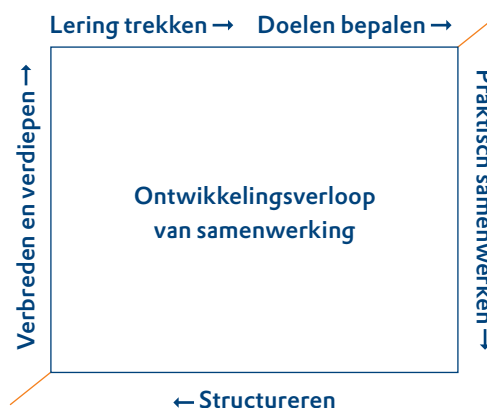 Lering trekken → Doelen bepalen →
Verbreden en verdiepen →
Ontwikkelingsverloop
van samenwerking
Praktisch samenwerken →
← Structureren